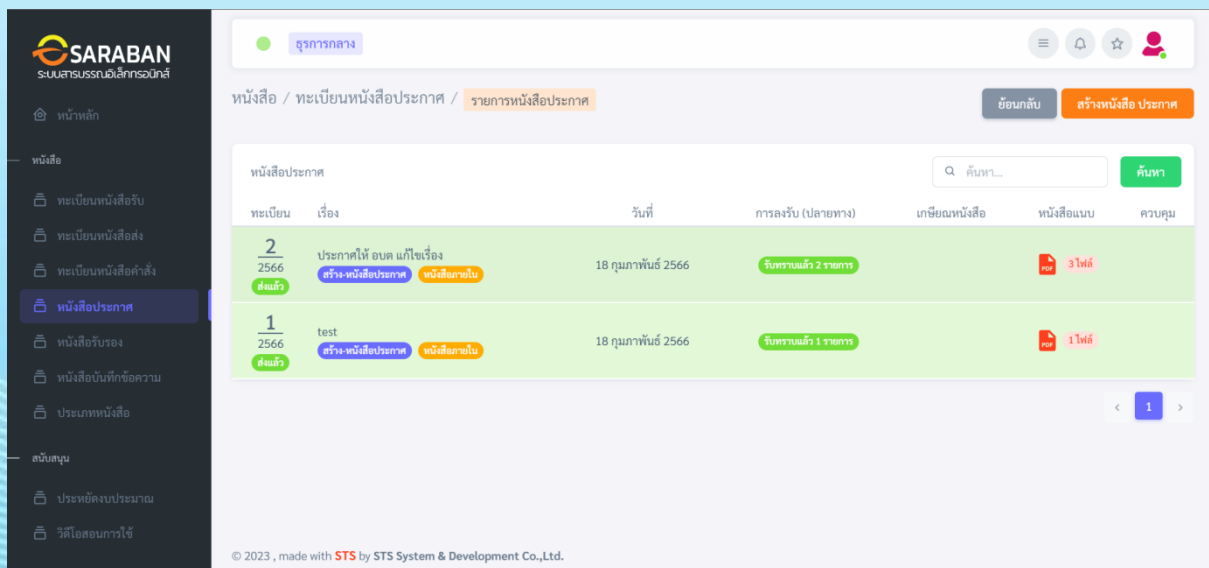 SARABAN
ระบบสารบรรณอิเล็กทรอนิกส์
หน้าหลัก
หนังสือ
ทะเบียนหนังสือรับ
ทะเบียนหนังสือส่ง
ทะเบียนหนังสือคำสั่ง
หนังสือประกาศ
หนังสือรับรอง
หนังสือบันทึกข้อความ
ประเภทหนังสือ
สนับสนุน
ประหยัดงบประมาณ
วิดีโอสอนการใช้
ธุรการกลาง
หนังสือ / ทะเบียนหนังสือประกาศ / รายการหนังสือประกาศ
ย้อนกลับ สร้างหนังสือ ประกาศ
หนังสือประกาศ ค้นหา... ค้นหา
ทะเบียน เรื่อง วันที่ การลงรับ (ปลายทาง) เกษียณหนังสือ หนังสือแนบ ควบคุม
2
2566
ส่งแล้ว
ประกาศให้ อบต แก้ไขเรื่อง
สร้าง-หนังสือประกาศ หนังสือภายใน
18 กุมภาพันธ์ 2566
รับทราบแล้ว 2 รายการ
PDF 3 ไฟล์
1
2566
ส่งแล้ว
test
สร้าง-หนังสือประกาศ หนังสือภายใน
18 กุมภาพันธ์ 2566
รับทราบแล้ว 1 รายการ
PDF 1 ไฟล์
‹ 1 ›
© 2023 , made with STS by STS System & Development Co.,Ltd.